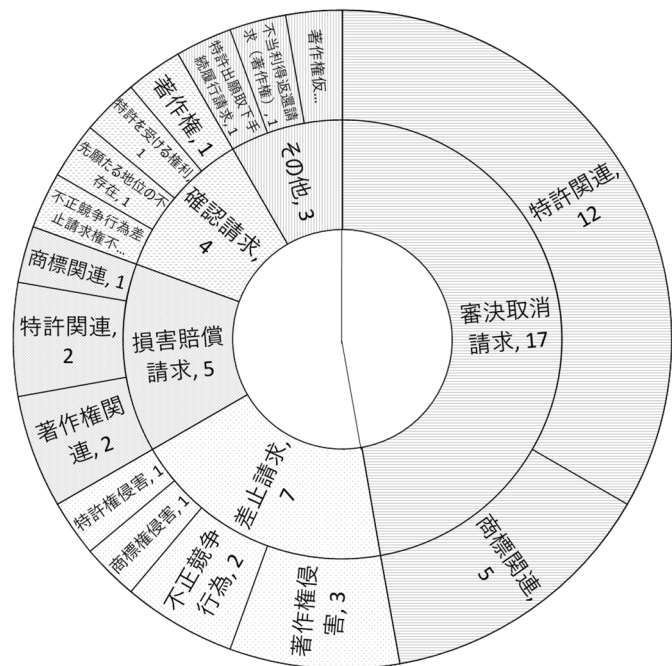 審決取消
請求, 17
特許関連,
12
商標関連,
5
差止請求,
7
著作権侵
害, 3
不正競争
行為, 2
商標権侵害, 1
特許権侵害, 1
損害賠償
請求, 5
著作権関
連, 2
特許関連,
2
商標関連, 1
確認請求,
4
不正競争行為差
止請求権不…
先願たる地位の不
存在, 1
特許を受ける権利,
1
著作権, 1
その他, 3
特許出願取下手
続履行請求, 1
不当利得返還請
求（著作権）, 1
著作権仮…